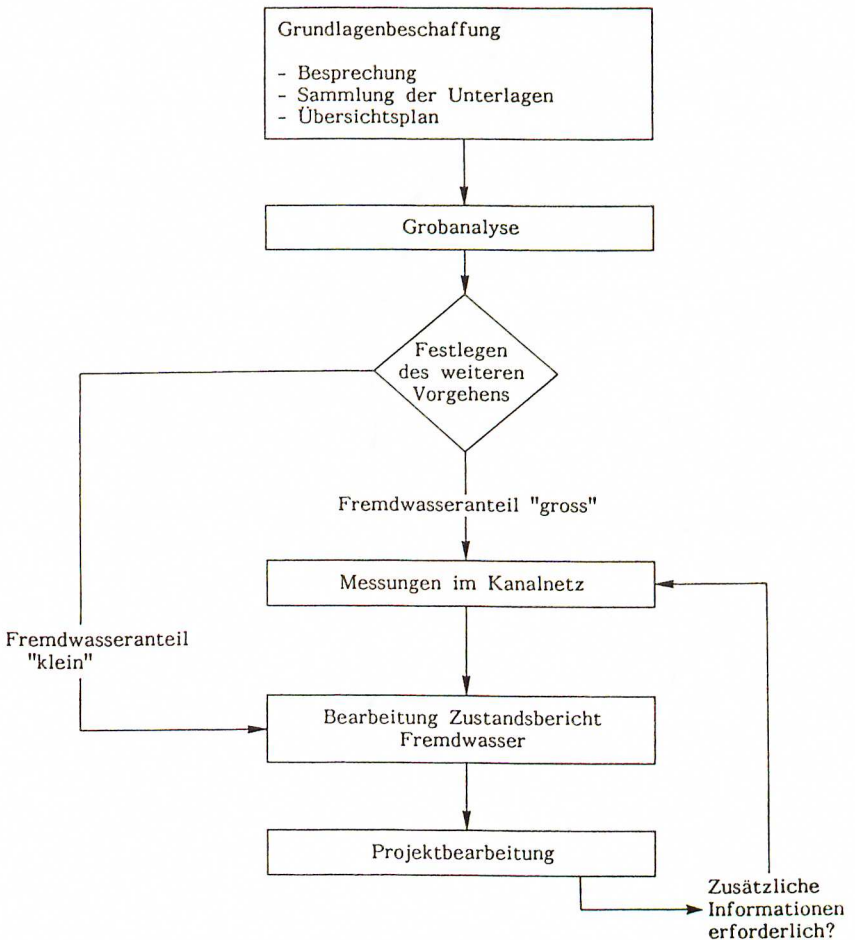 Grundlagenbeschaffung
- Besprechung
- Sammlung der Unterlagen
- Übersichtsplan
Grobanalyse
Festlegen
des weiteren
Vorgehens
Fremdwasseranteil "gross"
Messungen im Kanalnetz
Fremdwasseranteil
"klein"
Bearbeitung Zustandsbericht
Fremdwasser
Projektbearbeitung
Zusätzliche
Informationen
erforderlich?